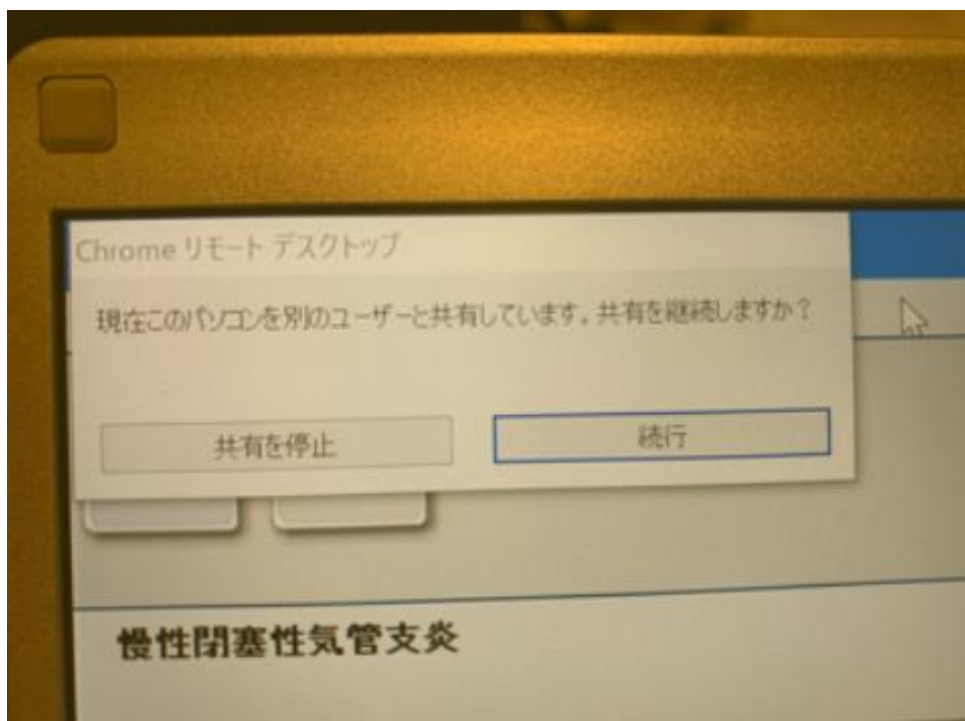 Chrome リモート デスクトップ
現在このパソコンを別のユーザーと共有しています。共有を継続しますか？
共有を停止
続行
慢性閉塞性気管支炎